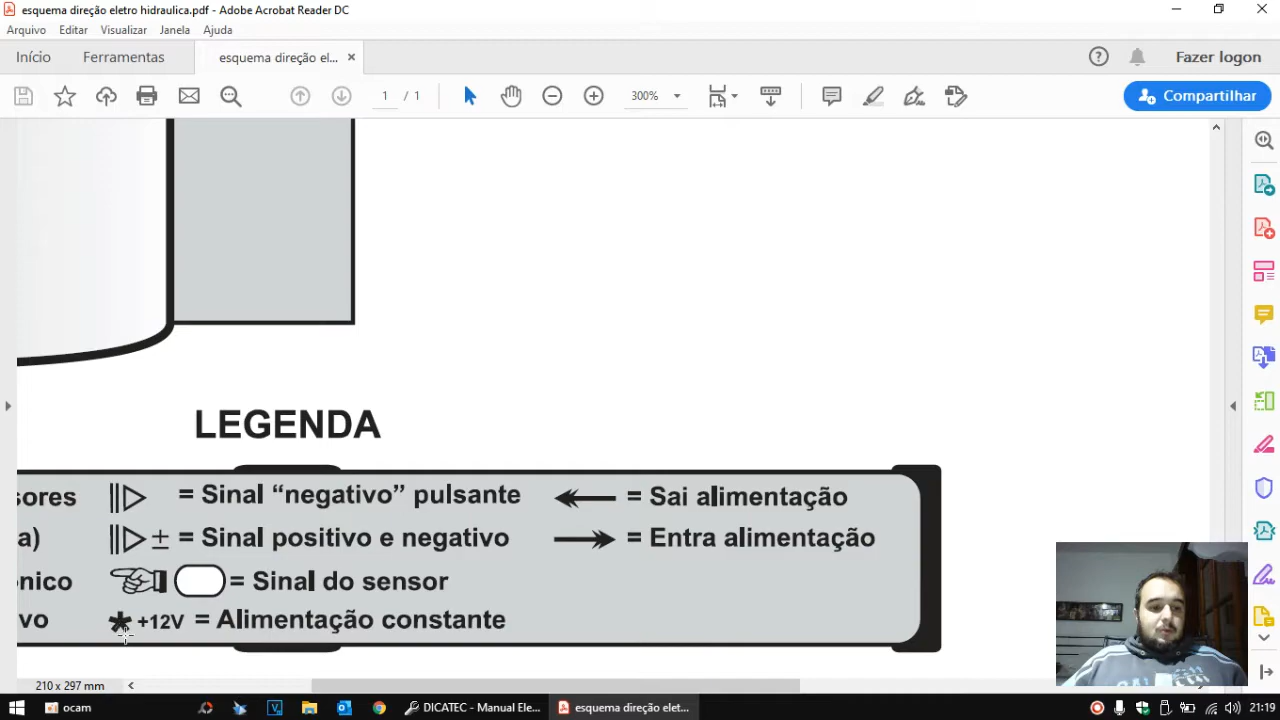 esquema direção eletro hidraulica.pdf - Adobe Acrobat Reader DC
Arquivo Editar Visualizar Janela Ajuda
Início Ferramentas esquema direção el... × Fazer logon
1 / 1 300% Compartilhar
LEGENDA
sores = Sinal “negativo” pulsante = Sai alimentação
a) ± = Sinal positivo e negativo = Entra alimentação
nico = Sinal do sensor
vo * +12V = Alimentação constante
210 x 297 mm
ocam DICATEC - Manual Ele... esquema direção elet... 21:19